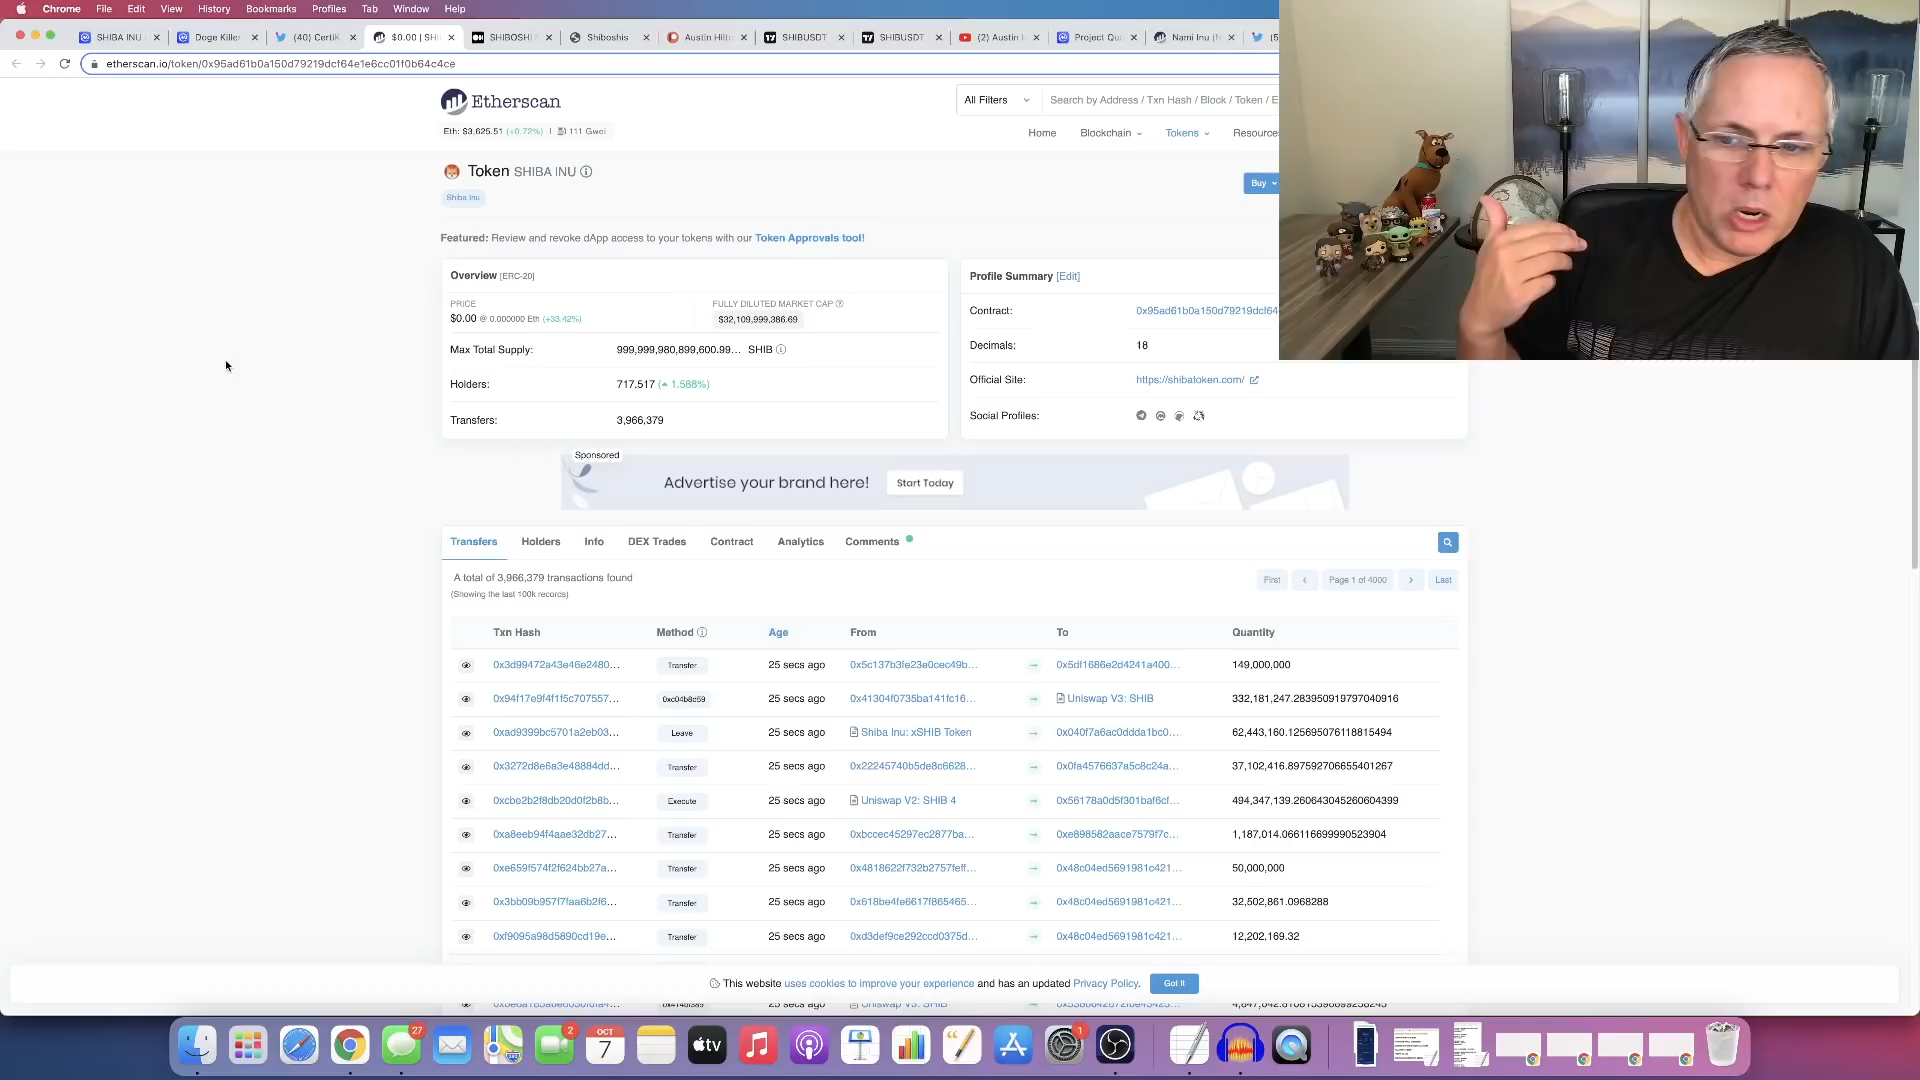 Chrome File Edit View History Bookmarks Profiles Tab Window Help
SHIBA INU Doge Killer (40) CertiK $0.00 | SHI SHIBOSHI Shiboshis Austin Hilt SHIBUSDT SHIBUSDT (2) Austin Project Qu Nami Inu (N (5
etherscan.io/token/0x95ad61b0a150d79219dcf64e1e6cc01f0b64c4ce
Etherscan
All Filters
Search by Address / Txn Hash / Block / Token / E
Eth: $3,625.51 (+0.72%) | 111 Gwei
Home Blockchain Tokens Resources
Token SHIBA INU
Buy
Shiba Inu
Featured: Review and revoke dApp access to your tokens with our Token Approvals tool!
Overview [ERC-20]
PRICE
$0.00 @ 0.000000 Eth (+33.42%)
FULLY DILUTED MARKET CAP
$32,109,999,386.69
Max Total Supply: 999,999,980,899,600.99... SHIB
Holders: 717,517 (1.588%)
Transfers: 3,966,379
Profile Summary [Edit]
Contract: 0x95ad61b0a150d79219dcf64
Decimals: 18
Official Site: https://shibatoken.com/
Social Profiles:
Sponsored
Advertise your brand here! Start Today
Transfers Holders Info DEX Trades Contract Analytics Comments
A total of 3,966,379 transactions found
(Showing the last 100k records)
First Page 1 of 4000 Last
Txn Hash Method Age From To Quantity
0x3d99472a43e46e2480... Transfer 25 secs ago 0x5c137b3fe23e0cec49b... 0x5df1686e2d4241a400... 149,000,000
0x94f17e9f4f1f5c707557... 0xc04b8d59 25 secs ago 0x41304f0735ba141fc16... Uniswap V3: SHIB 332,181,247.283950919797040916
0xad9399bc5701a2eb03... Leave 25 secs ago Shiba Inu: xSHIB Token 0x040f7a6ac0ddda1bc0... 62,443,160.125695076118815494
0x3272d8e6a3e48884dd... Transfer 25 secs ago 0x22245740b5de8c6628... 0x0fa4576637a5c8c24a... 37,102,416.897592706655401267
0xcbe2b2f8db20d0f2b8b... Execute 25 secs ago Uniswap V2: SHIB 4 0x56178a0d5f301baf6cf... 494,347,139.260643045260604399
0xa8eeb94f4aae32db27... Transfer 25 secs ago 0xbccec45297ec2877ba... 0xe898582aace7579f7c... 1,187,014.066116699990523904
0xe659f574f2f624bb27a... Transfer 25 secs ago 0x4818622f732b2757feff... 0x48c04ed5691981c421... 50,000,000
0x3bb09b957f7faa6b2f6... Transfer 25 secs ago 0x618be4fe6617f865465... 0x48c04ed5691981c421... 32,502,861.0968288
0xf9095a98d5890cd19e... Transfer 25 secs ago 0xd3def9ce292ccd0375d... 0x48c04ed5691981c421... 12,202,169.32
This website uses cookies to improve your experience and has an updated Privacy Policy. Got It
25 secs ago Uniswap V3: SHIB
27 2 OCT 7 tv 1